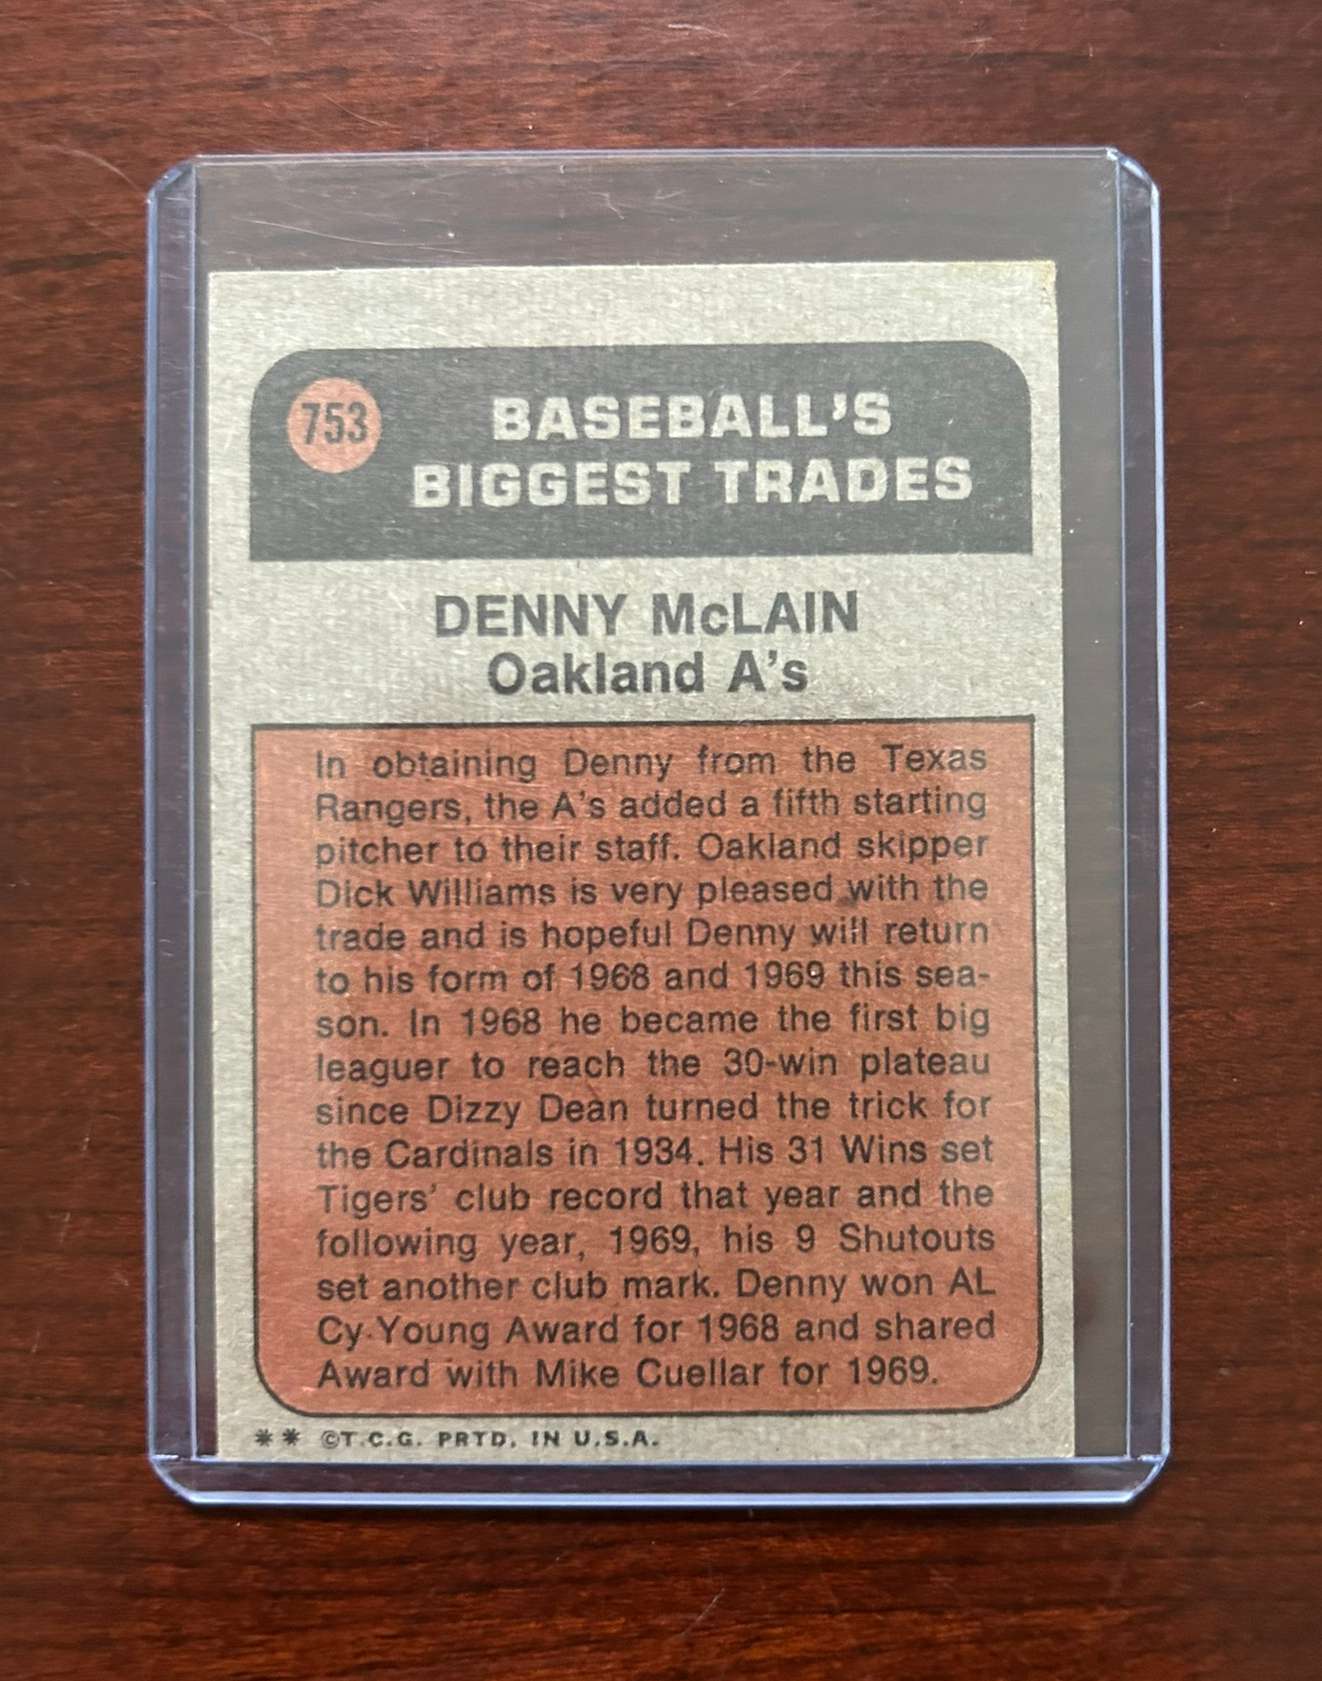 753
BASEBALL'S
BIGGEST TRADES
DENNY McLAIN
Oakland A's
In obtaining Denny from the Texas
Rangers, the A's added a fifth starting
pitcher to their staff. Oakland skipper
Dick Williams is very pleased with the
trade and is hopeful Denny will return
to his form of 1968 and 1969 this sea-
son. In 1968 he became the first big
leaguer to reach the 30-win plateau
since Dizzy Dean turned the trick for
the Cardinals in 1934. His 31 Wins set
Tigers' club record that year and the
following year, 1969, his 9 Shutouts
set another club mark. Denny won AL
Cy Young Award for 1968 and shared
Award with Mike Cuellar for 1969.
** ©T.C.G. PRTD. IN U.S.A.